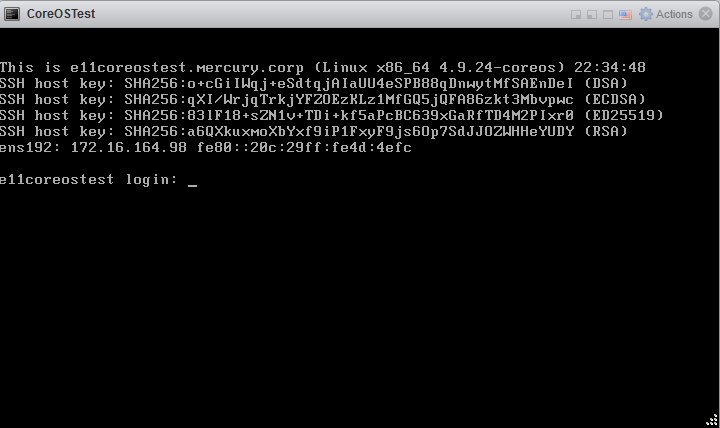 CoreOSTest
Actions
This is e11coreostest.mercury.corp (Linux x86_64 4.9.24-coreos) 22:34:48
SSH host key: SHA256:o+cGiIWqj+eSdtqjAIaUU4eSPB88qDnwytMfSAEnDeI (DSA)
SSH host key: SHA256:qXI/WrjqTrkjYFZOEzKLz1MfGQ5jQFA86zkt3Mbvpwc (ECDSA)
SSH host key: SHA256:83lF18+sZN1v+TDi+kf5aPcBC639xGaRfTD4M2PIxr0 (ED25519)
SSH host key: SHA256:a6QXkuxmoXbYxf9iP1FxyF9js6Op7SdJJOZWHHeYUDY (RSA)
ens192: 172.16.164.98 fe80::20c:29ff:fe4d:4efc
e11coreostest login: _